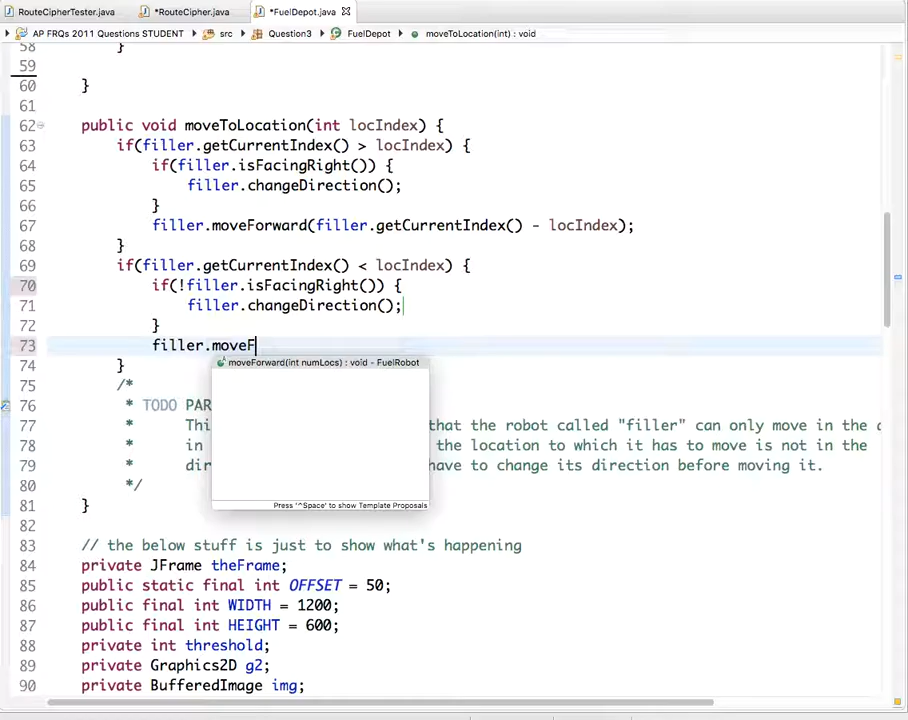 RouteCipherTester.java *RouteCipher.java *FuelDepot.java
AP FRQs 2011 Questions STUDENT src Question3 FuelDepot moveToLocation(int) : void
58 }
59
60 }
61
62 public void moveToLocation(int locIndex) {
63 if(filler.getCurrentIndex() > locIndex) {
64 if(filler.isFacingRight()) {
65 filler.changeDirection();
66 }
67 filler.moveForward(filler.getCurrentIndex() - locIndex);
68 }
69 if(filler.getCurrentIndex() < locIndex) {
70 if(!filler.isFacingRight()) {
71 filler.changeDirection();
72 }
73 filler.moveF
moveForward(int numLocs) : void - FuelRobot
74 }
75 /*
76 * TODO PAR
77 * Thi that the robot called "filler" can only move in the
78 * in the location to which it has to move is not in the
79 * dir have to change its direction before moving it.
80 */
Press '^Space' to show Template Proposals
81 }
82
83 // the below stuff is just to show what's happening
84 private JFrame theFrame;
85 public static final int OFFSET = 50;
86 public final int WIDTH = 1200;
87 public final int HEIGHT = 600;
88 private int threshold;
89 private Graphics2D g2;
90 private BufferedImage img;